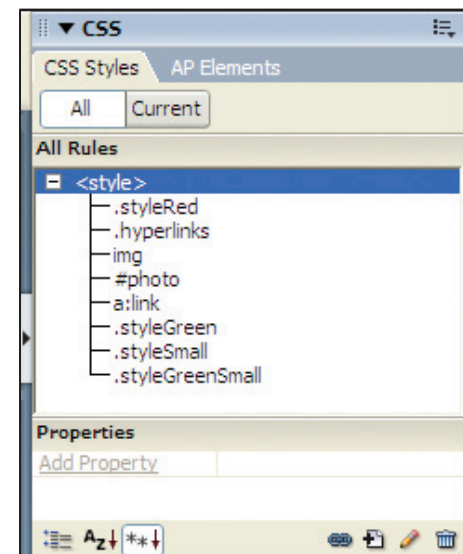 CSS
CSS Styles AP Elements
All Current
All Rules
<style>
.styleRed
.hyperlinks
img
#photo
a:link
.styleGreen
.styleSmall
.styleGreenSmall
Properties
Add Property
AZ↓ **↓